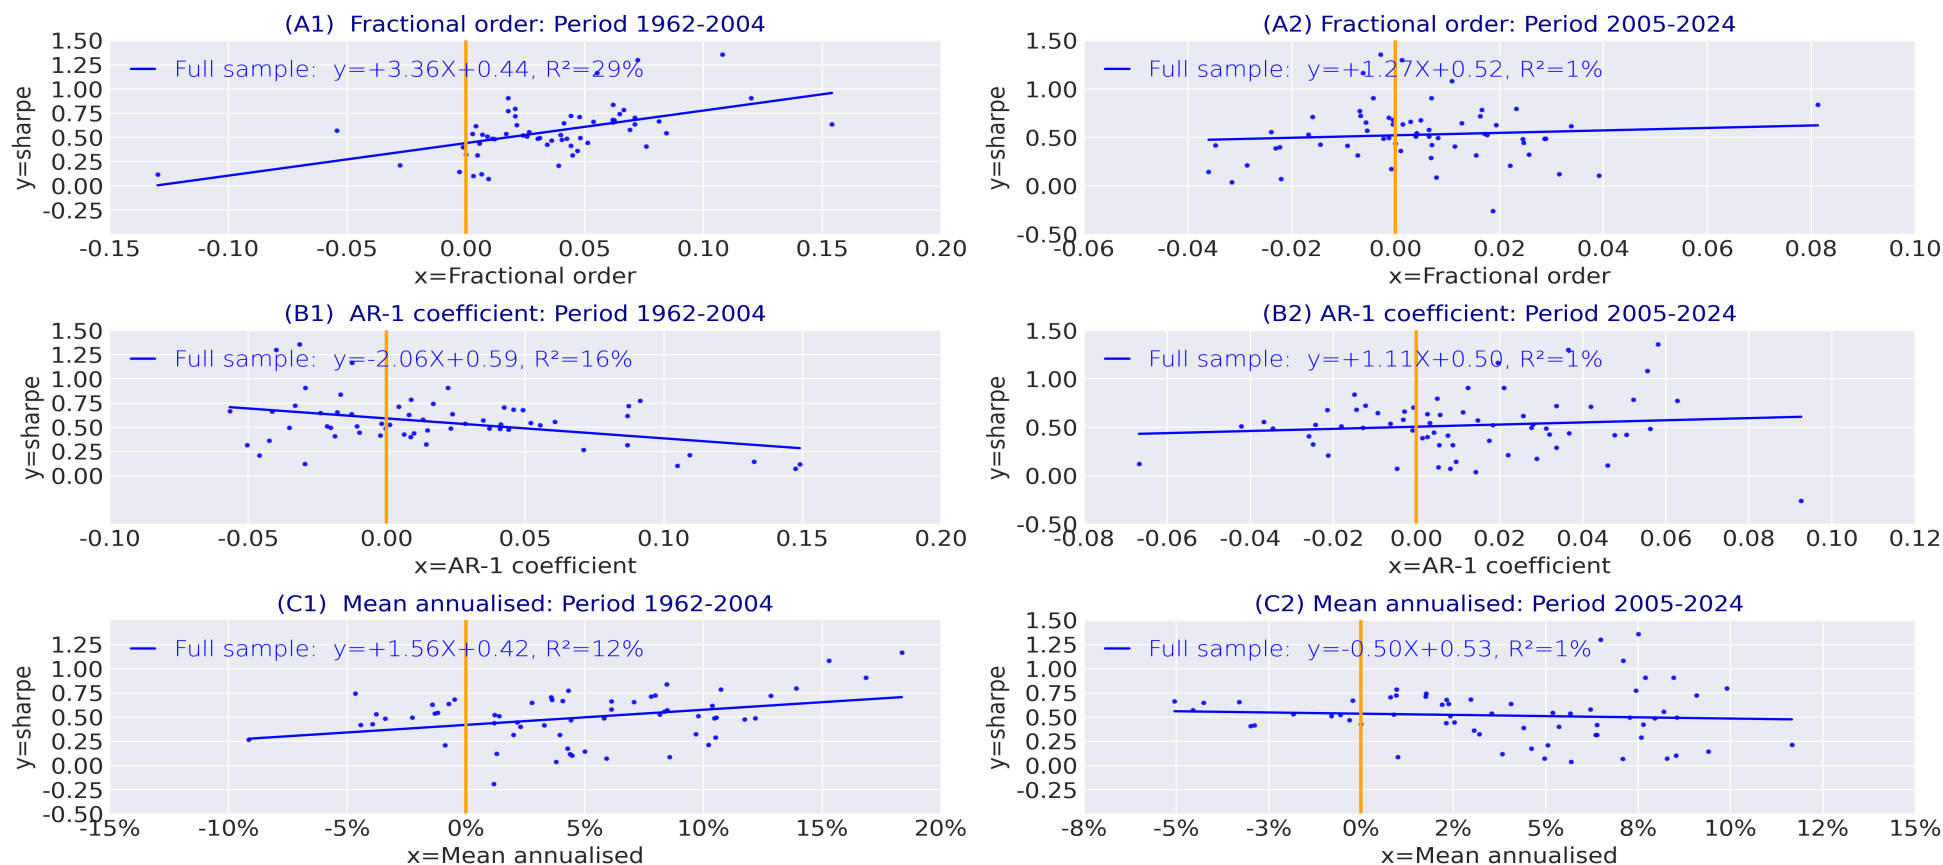 (A1)  Fractional order: Period 1962-2004
1.50
1.25
1.00
0.75
0.50
0.25
0.00
-0.25
y=sharpe
Full sample:  y=+3.36X+0.44, R²=29%
-0.15 -0.10 -0.05 0.00 0.05 0.10 0.15 0.20
x=Fractional order
(A2) Fractional order: Period 2005-2024
1.50
1.00
0.50
0.00
-0.50
y=sharpe
Full sample:  y=+1.27X+0.52, R²=1%
-0.06 -0.04 -0.02 0.00 0.02 0.04 0.06 0.08 0.10
x=Fractional order
(B1)  AR-1 coefficient: Period 1962-2004
1.50
1.25
1.00
0.75
0.50
0.25
0.00
y=sharpe
Full sample:  y=-2.06X+0.59, R²=16%
-0.10 -0.05 0.00 0.05 0.10 0.15 0.20
x=AR-1 coefficient
(B2) AR-1 coefficient: Period 2005-2024
1.50
1.00
0.50
0.00
-0.50
y=sharpe
Full sample:  y=+1.11X+0.50, R²=1%
-0.08 -0.06 -0.04 -0.02 0.00 0.02 0.04 0.06 0.08 0.10 0.12
x=AR-1 coefficient
(C1)  Mean annualised: Period 1962-2004
1.25
1.00
0.75
0.50
0.25
0.00
-0.25
-0.50
y=sharpe
Full sample:  y=+1.56X+0.42, R²=12%
-15% -10% -5% 0% 5% 10% 15% 20%
x=Mean annualised
(C2) Mean annualised: Period 2005-2024
1.50
1.25
1.00
0.75
0.50
0.25
0.00
-0.25
y=sharpe
Full sample:  y=-0.50X+0.53, R²=1%
-8% -5% -3% 0% 2% 5% 8% 10% 12% 15%
x=Mean annualised